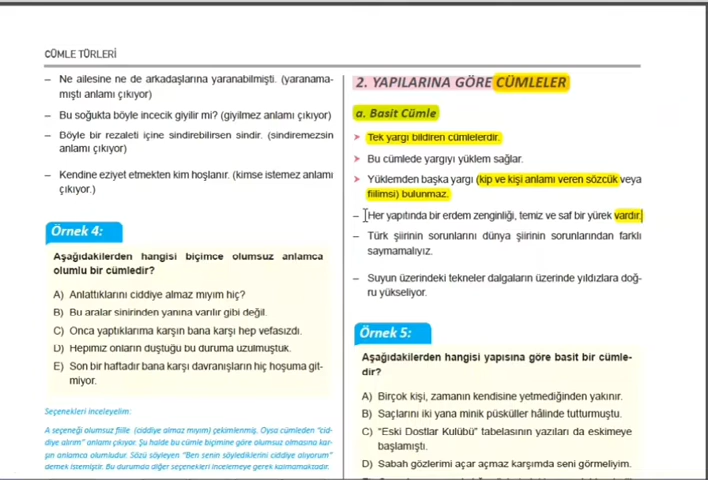 CÜMLE TÜRLERİ
– Ne ailesine ne de arkadaşlarına yaranabilmişti. (yaranama-
mıştı anlamı çıkıyor)
– Bu soğukta böyle incecik giyilir mi? (giyilmez anlamı çıkıyor)
– Böyle bir rezaleti içine sindirebilirsen sindir. (sindiremezsin
anlamı çıkıyor)
– Kendine eziyet etmekten kim hoşlanır. (kimse istemez anlamı
çıkıyor.)
Örnek 4:
Aşağıdakilerden hangisi biçimce olumsuz anlamca
olumlu bir cümledir?
A) Anlattıklarını ciddiye almaz mıyım hiç?
B) Bu aralar sinirinden yanına varılır gibi değil.
C) Onca yaptıklarıma karşın bana karşı hep vefasızdı.
D) Hepimiz onların düştüğü bu duruma üzülmüştük.
E) Son bir haftadır bana karşı davranışların hiç hoşuma git-
miyor.
Seçenekleri inceleyelim:
A seçeneği olumsuz fiille (ciddiye almaz mıyım) çekimlenmiş. Oysa cümleden "cid-
diye alırım" anlamı çıkıyor. Şu halde bu cümle biçimine göre olumsuz olmasına kar-
şın anlamca olumludur. Sözü söyleyen "Ben senin söylediklerini ciddiye alıyorum"
demek istemiştir. Bu durumda diğer seçenekleri incelemeye gerek kalmamaktadır.
2. YAPILARINA GÖRE CÜMLELER
a. Basit Cümle
➤ Tek yargı bildiren cümlelerdir.
➤ Bu cümlede yargıyı yüklem sağlar.
➤ Yüklemden başka yargı (kip ve kişi anlamı veren sözcük veya
fiilimsi) bulunmaz.
– Her yapıtında bir erdem zenginliği, temiz ve saf bir yürek vardır.
– Türk şiirinin sorunlarını dünya şiirinin sorunlarından farklı
saymamalıyız.
– Suyun üzerindeki tekneler dalgaların üzerinde yıldızlara doğ-
ru yükseliyor.
Örnek 5:
Aşağıdakilerden hangisi yapısına göre basit bir cümle-
dir?
A) Birçok kişi, zamanın kendisine yetmediğinden yakınır.
B) Saçlarını iki yana minik püsküller hâlinde tutturmuştu.
C) "Eski Dostlar Kulübü" tabelasının yazıları da eskimeye
başlamıştı.
D) Sabah gözlerimi açar açmaz karşımda seni görmeliyim.